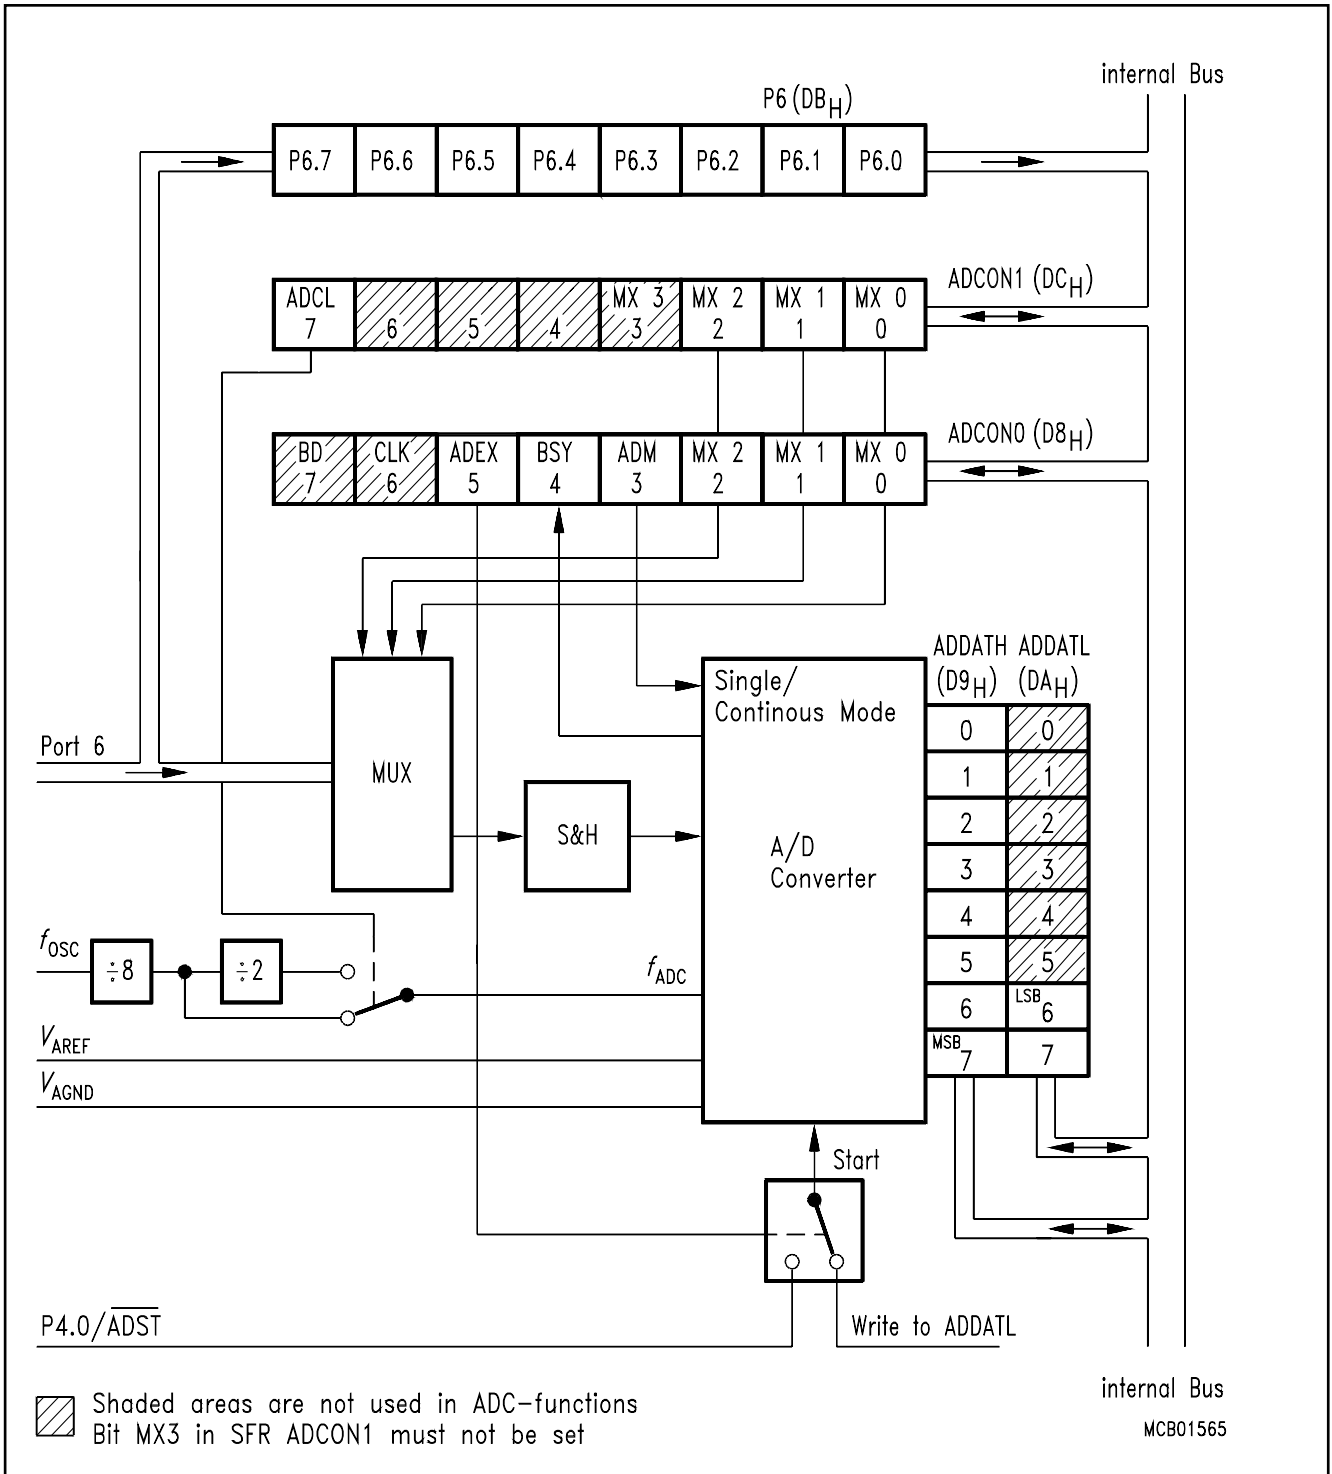 internal Bus
P6 (DBH)
P6.7 P6.6 P6.5 P6.4 P6.3 P6.2 P6.1 P6.0
ADCON1 (DCH)
ADCL MX 3 MX 2 MX 1 MX 0
7 6 5 4 3 2 1 0
ADCON0 (D8H)
BD CLK ADEX BSY ADM MX 2 MX 1 MX 0
7 6 5 4 3 2 1 0
ADDATH ADDATL
(D9H) (DAH)
Single/
Continous Mode
0 0
Port 6
MUX
1 1
2 2
S&H
A/D
Converter
3 3
4 4
fOSC
÷8
÷2
fADC
5 5
LSB
6 6
VAREF
MSB
7 7
VAGND
Start
P4.0/ADST
Write to ADDATL
internal Bus
Shaded areas are not used in ADC-functions
Bit MX3 in SFR ADCON1 must not be set
MCB01565